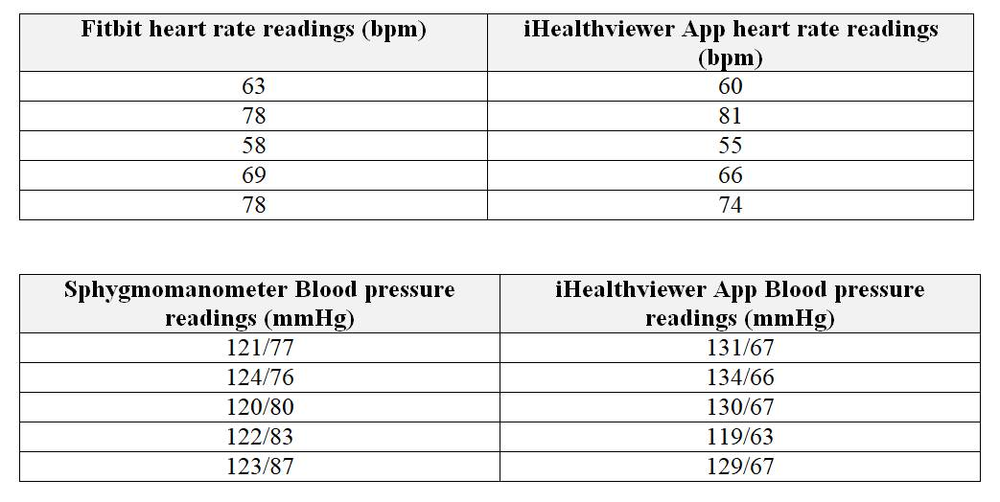 Fitbit heart rate readings (bpm) iHealthviewer App heart rate readings
(bpm)
63 60
78 81
58 55
69 66
78 74
Sphygmomanometer Blood pressure iHealthviewer App Blood pressure
readings (mmHg) readings (mmHg)
121/77 131/67
124/76 134/66
120/80 130/67
122/83 119/63
123/87 129/67